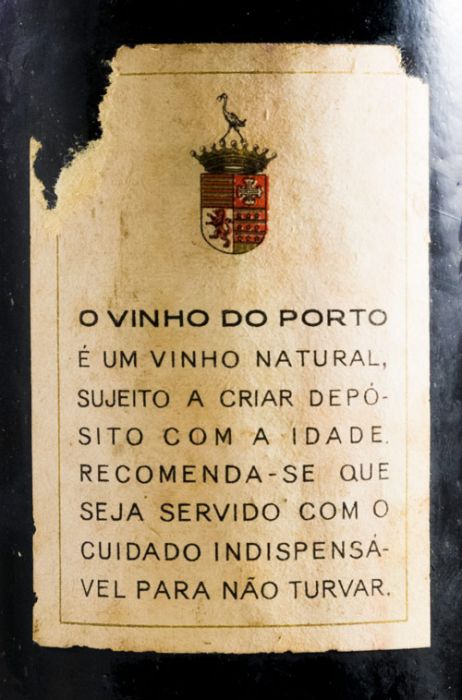 O VINHO DO PORTO
É UM VINHO NATURAL,
SUJEITO A CRIAR DEPÓ-
SITO COM A IDADE.
RECOMENDA-SE QUE
SEJA SERVIDO COM O
CUIDADO INDISPENSÁ-
VEL PARA NÃO TURVAR.